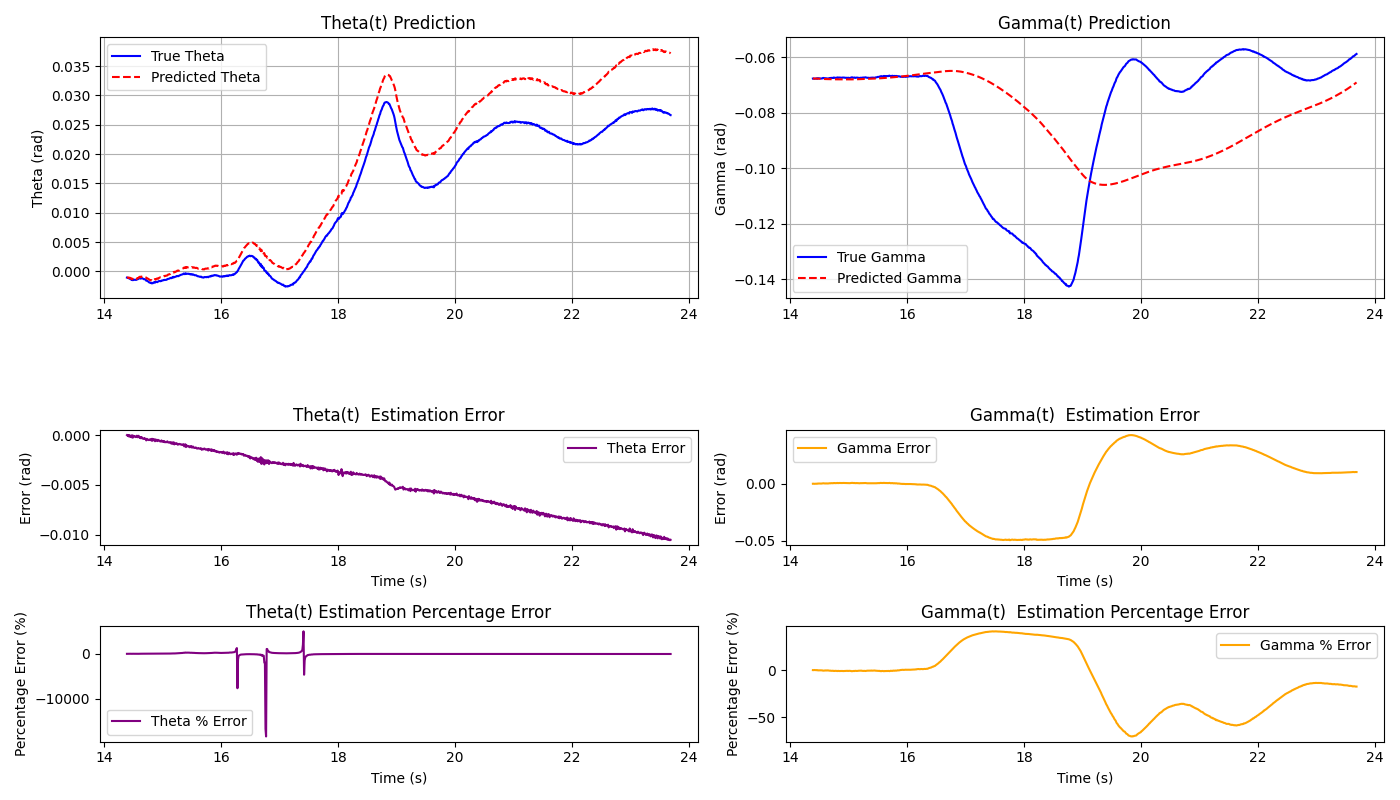 Theta(t) Prediction
True Theta
Predicted Theta
Theta (rad)
0.035
0.030
0.025
0.020
0.015
0.010
0.005
0.000
14 16 18 20 22 24
Gamma(t) Prediction
True Gamma
Predicted Gamma
Gamma (rad)
−0.06
−0.08
−0.10
−0.12
−0.14
14 16 18 20 22 24
Theta(t)  Estimation Error
Theta Error
Error (rad)
0.000
−0.005
−0.010
14 16 18 20 22 24
Time (s)
Gamma(t)  Estimation Error
Gamma Error
Error (rad)
0.00
−0.05
14 16 18 20 22 24
Time (s)
Theta(t) Estimation Percentage Error
Theta % Error
Percentage Error (%)
0
−10000
14 16 18 20 22 24
Time (s)
Gamma(t)  Estimation Percentage Error
Gamma % Error
Percentage Error (%)
0
−50
14 16 18 20 22 24
Time (s)